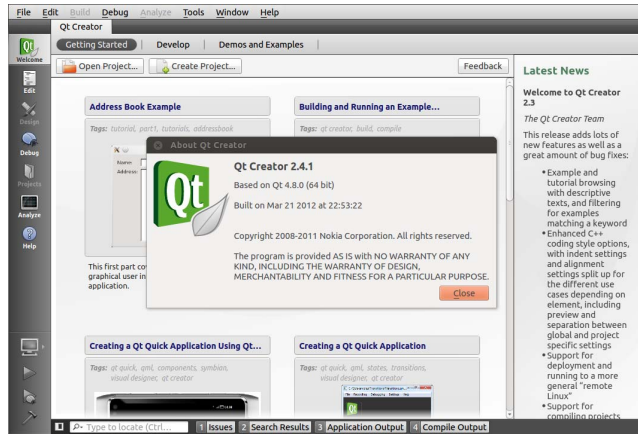 File Edit Build Debug Analyze Tools Window Help
Qt Creator
Getting Started Develop Demos and Examples
Welcome
Edit
Design
Debug
Projects
Analyze
Help
Open Project... Create Project... Feedback
Address Book Example
Tags: tutorial, part1, tutorials, addressbook
Name:
Address:
This first part co
graphical user in
application.
Building and Running an Example...
Tags: qt creator, build, compile
About Qt Creator
Qt
Qt Creator 2.4.1
Based on Qt 4.8.0 (64 bit)
Built on Mar 21 2012 at 22:53:22
Copyright 2008-2011 Nokia Corporation. All rights reserved.
The program is provided AS IS with NO WARRANTY OF ANY
KIND, INCLUDING THE WARRANTY OF DESIGN,
MERCHANTABILITY AND FITNESS FOR A PARTICULAR PURPOSE.
Close
Creating a Qt Quick Application Using Qt...
Tags: qt quick, qml, components, symbian,
visual designer, qt creator
Creating a Qt Quick Application
Tags: qt quick, qml, states, transitions,
visual designer, qt creator
Latest News
Welcome to Qt Creator
2.3
The Qt Creator Team
This release adds lots of
new features as well as a
great amount of bug fixes:
• Example and
tutorial browsing
with descriptive
texts, and filtering
for examples
matching a keyword
• Enhanced C++
coding style options,
with indent settings
and alignment
settings split up for
the different use
cases depending on
element, including
preview and
separation between
global and project
specific settings
• Support for
deployment and
running to a more
general "remote
Linux"
• Support for
compiling projects
Type to locate (Ctrl... 1 Issues 2 Search Results 3 Application Output 4 Compile Output